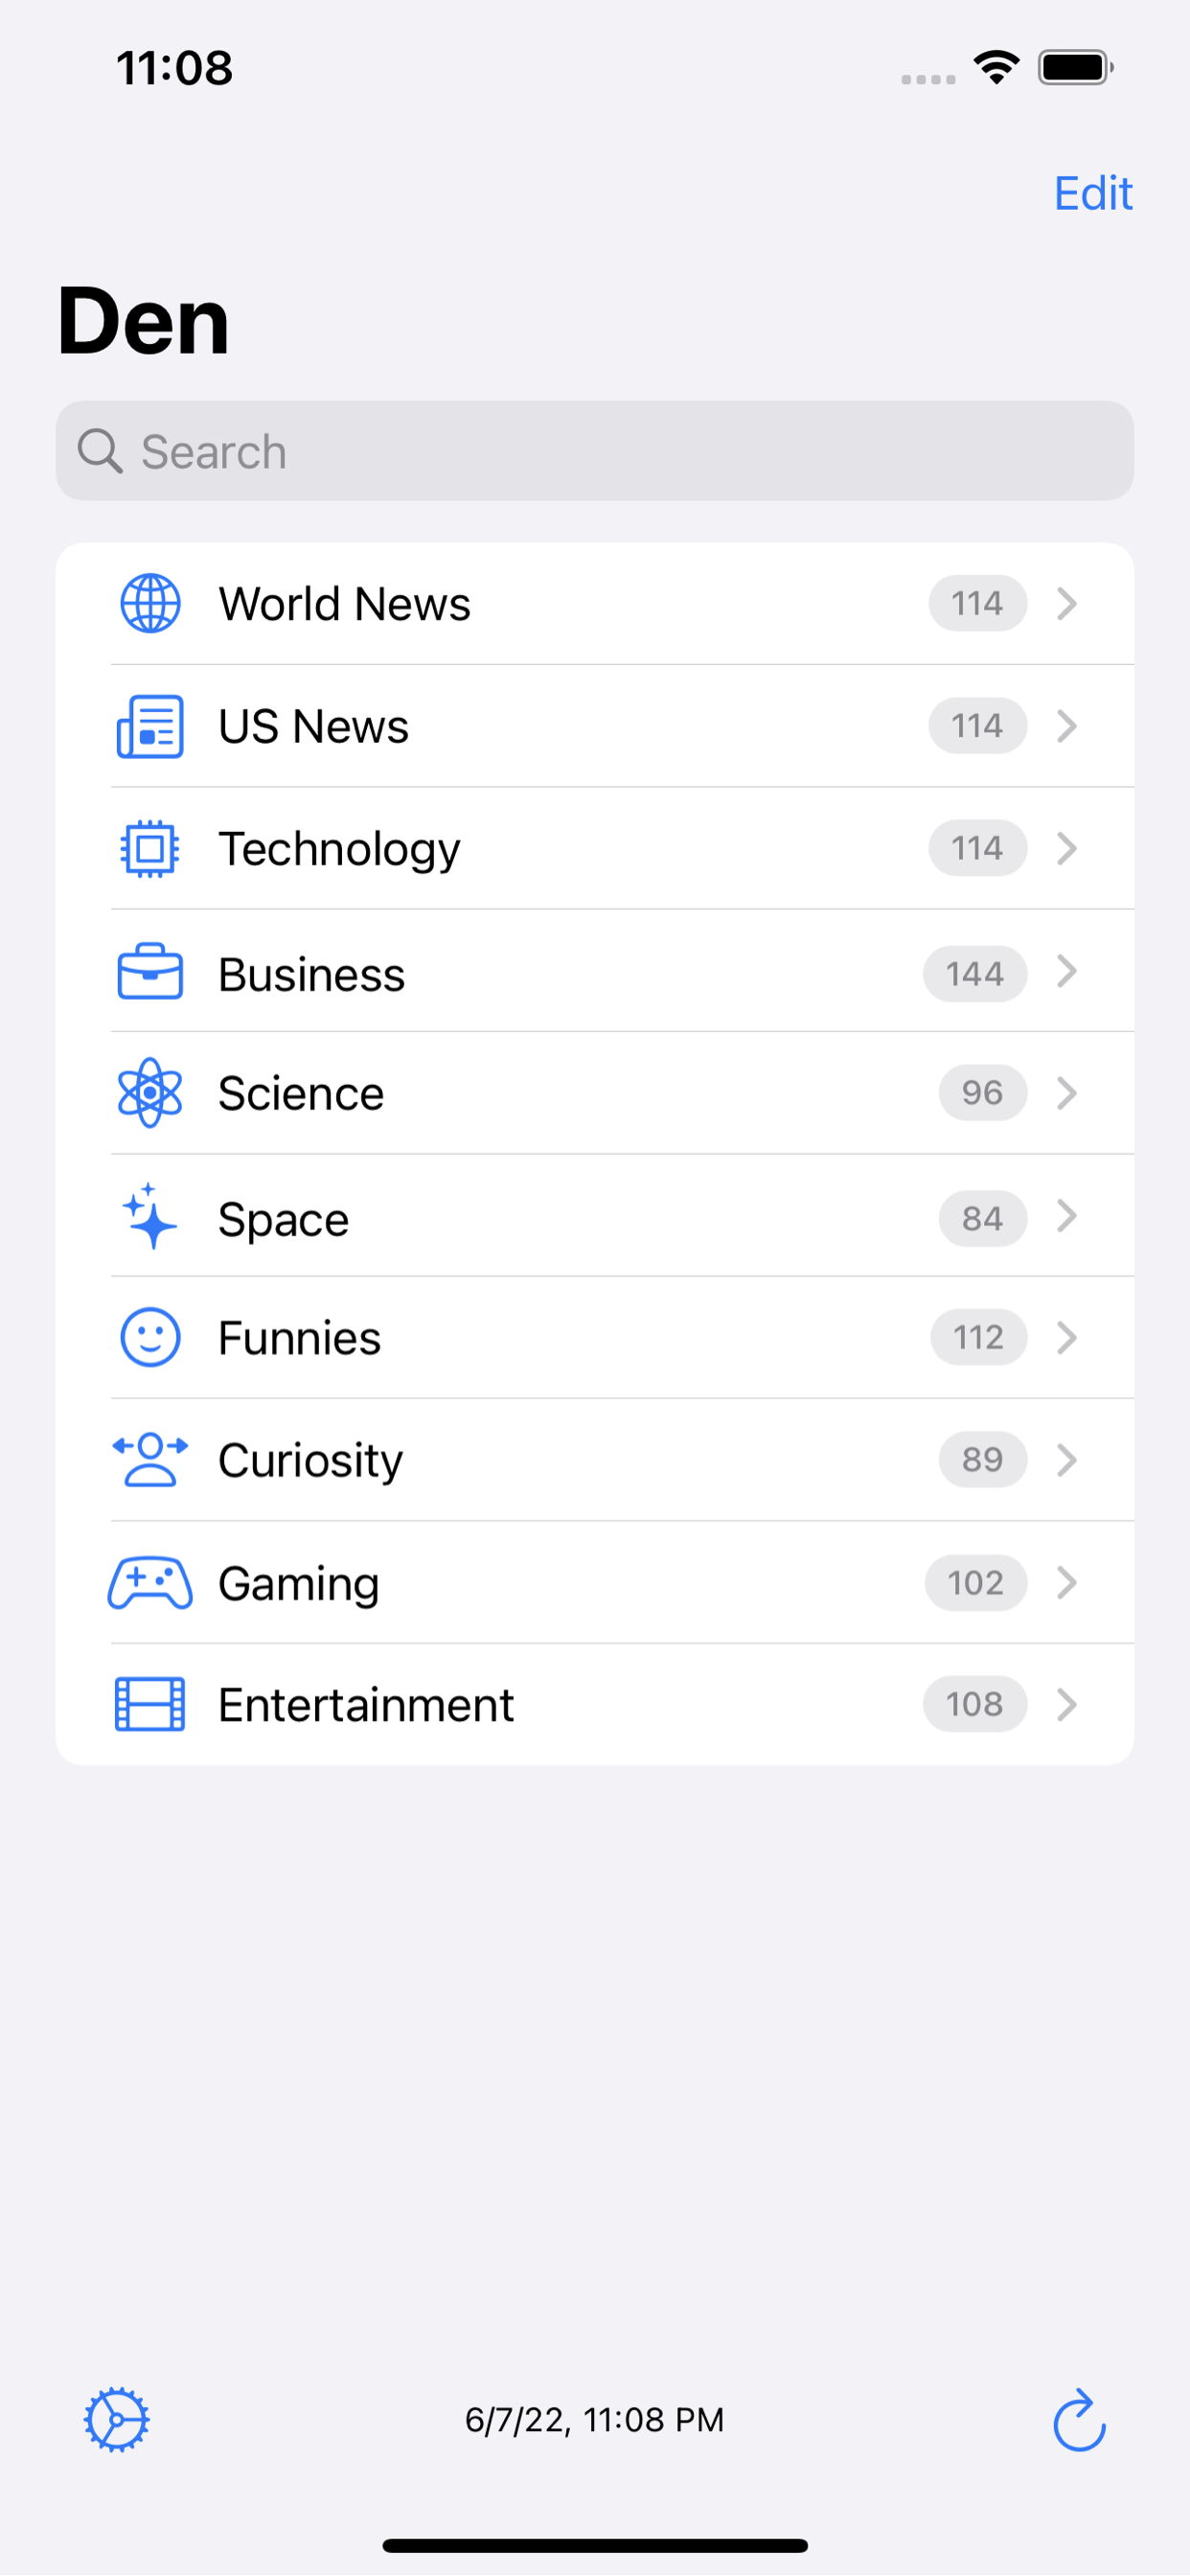 11:08
Edit
Den
Search
World News 114
US News 114
Technology 114
Business 144
Science 96
Space 84
Funnies 112
Curiosity 89
Gaming 102
Entertainment 108
6/7/22, 11:08 PM